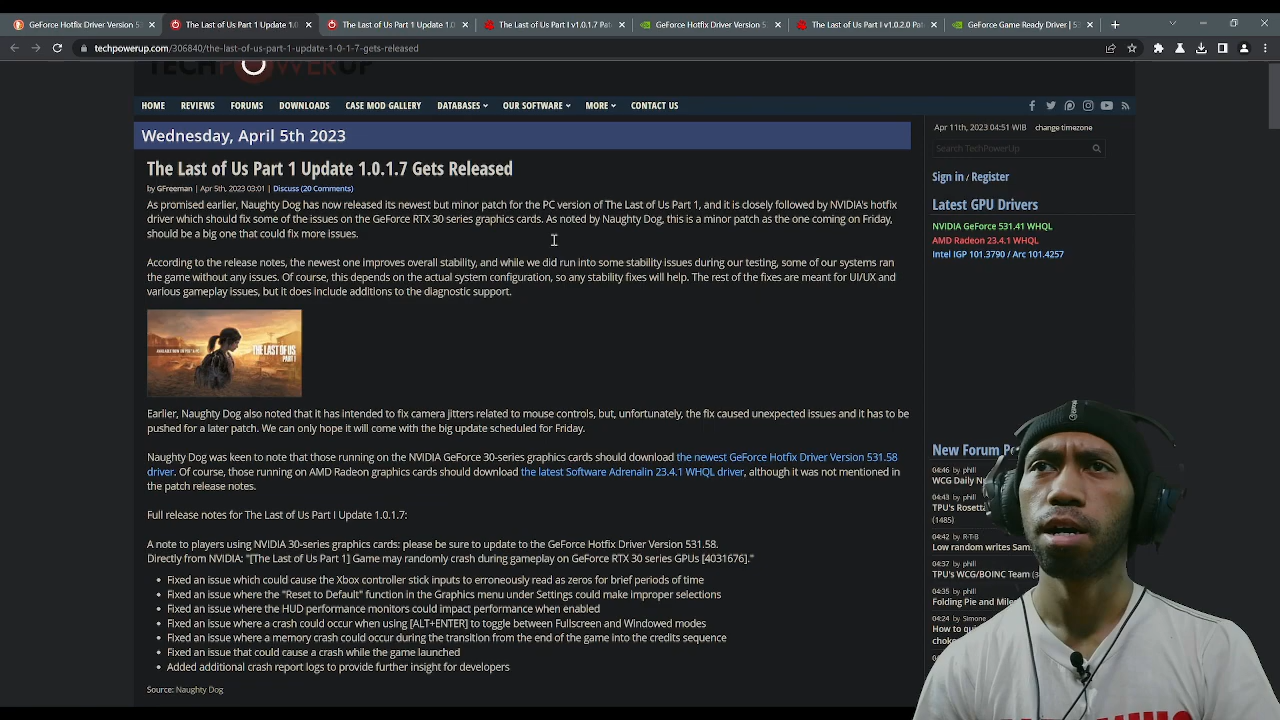 GeForce Hotfix Driver Version 53
The Last of Us Part 1 Update 1.0
The Last of Us Part 1 Update 1.0
The Last of Us Part I v1.0.1.7 Pat
GeForce Hotfix Driver Version 5
The Last of Us Part I v1.0.2.0 Pa
GeForce Game Ready Driver | 53
techpowerup.com/306840/the-last-of-us-part-1-update-1-0-1-7-gets-released
TECHPOWERUP
HOME REVIEWS FORUMS DOWNLOADS CASE MOD GALLERY DATABASES OUR SOFTWARE MORE CONTACT US
Wednesday, April 5th 2023
The Last of Us Part 1 Update 1.0.1.7 Gets Released
by GFreeman | Apr 5th, 2023 03:01 | Discuss (20 Comments)
As promised earlier, Naughty Dog has now released its newest but minor patch for the PC version of The Last of Us Part 1, and it is closely followed by NVIDIA's hotfix
driver which should fix some of the issues on the GeForce RTX 30 series graphics cards. As noted by Naughty Dog, this is a minor patch as the one coming on Friday,
should be a big one that could fix more issues.
According to the release notes, the newest one improves overall stability, and while we did run into some stability issues during our testing, some of our systems ran
the game without any issues. Of course, this depends on the actual system configuration, so any stability fixes will help. The rest of the fixes are meant for UI/UX and
various gameplay issues, but it does include additions to the diagnostic support.
THE LAST OF US
PART I
Earlier, Naughty Dog also noted that it has intended to fix camera jitters related to mouse controls, but, unfortunately, the fix caused unexpected issues and it has to be
pushed for a later patch. We can only hope it will come with the big update scheduled for Friday.
Naughty Dog was keen to note that those running on the NVIDIA GeForce 30-series graphics cards should download the newest GeForce Hotfix Driver Version 531.58
driver. Of course, those running on AMD Radeon graphics cards should download the latest Software Adrenalin 23.4.1 WHQL driver, although it was not mentioned in
the patch release notes.
Full release notes for The Last of Us Part I Update 1.0.1.7:
A note to players using NVIDIA 30-series graphics cards: please be sure to update to the GeForce Hotfix Driver Version 531.58.
Directly from NVIDIA: "[The Last of Us Part 1] Game may randomly crash during gameplay on GeForce RTX 30 series GPUs [4031676]."
• Fixed an issue which could cause the Xbox controller stick inputs to erroneously read as zeros for brief periods of time
• Fixed an issue where the "Reset to Default" function in the Graphics menu under Settings could make improper selections
• Fixed an issue where the HUD performance monitors could impact performance when enabled
• Fixed an issue where a crash could occur when using [ALT+ENTER] to toggle between Fullscreen and Windowed modes
• Fixed an issue where a memory crash could occur during the transition from the end of the game into the credits sequence
• Fixed an issue that could cause a crash while the game launched
• Added additional crash report logs to provide further insight for developers
Source: Naughty Dog
Apr 11th, 2023 04:51 WIB change timezone
Search TechPowerUp
Sign in / Register
Latest GPU Drivers
NVIDIA GeForce 531.41 WHQL
AMD Radeon 23.4.1 WHQL
Intel IGP 101.3790 / Arc 101.4257
New Forum Po
04:46 by phill
WCG Daily N
04:43 by phill
TPU's Rosetta
(1485)
04:42 by R-T-B
Low random writes Sam
04:37 by phill
TPU's WCG/BOINC Team (3
04:35 by phill
Folding Pie and Mile
04:24 by Simone
How to qui
choke